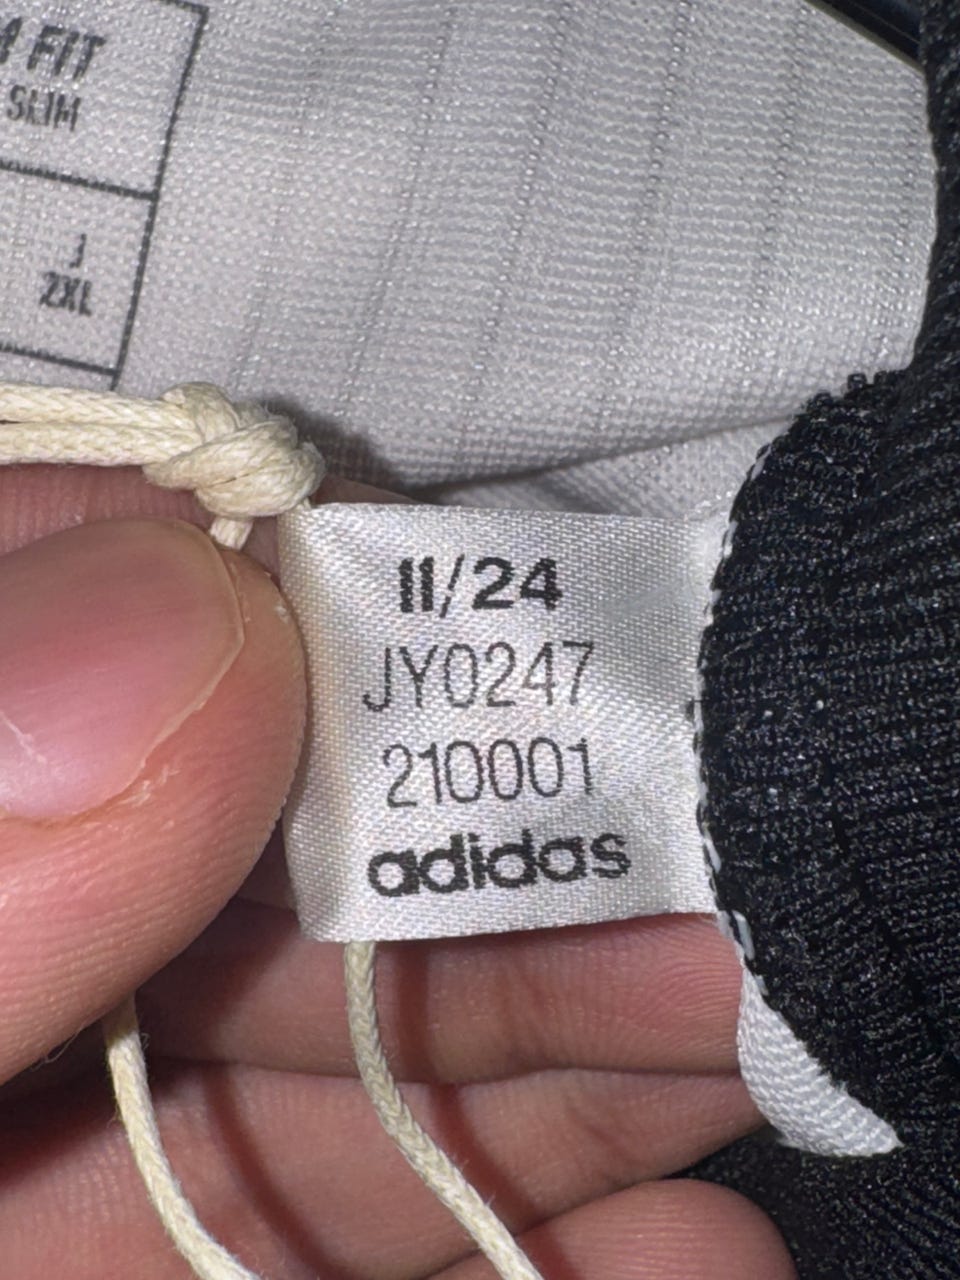 FIT
SLIM
J
2XL
11/24
JY0247
210001
adidas